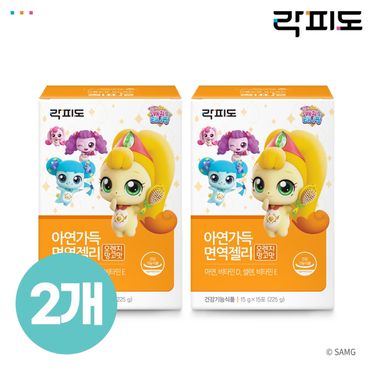 락피도
락피도
아연가득
면역젤리
오렌지
망고맛
(225 g)
2개
락피도
아연가득
면역젤리
오렌지
망고맛
아연, 비타민 D, 셀렌, 비타민 E
건강기능식품
15 g × 15포 (225 g)
© SAMG